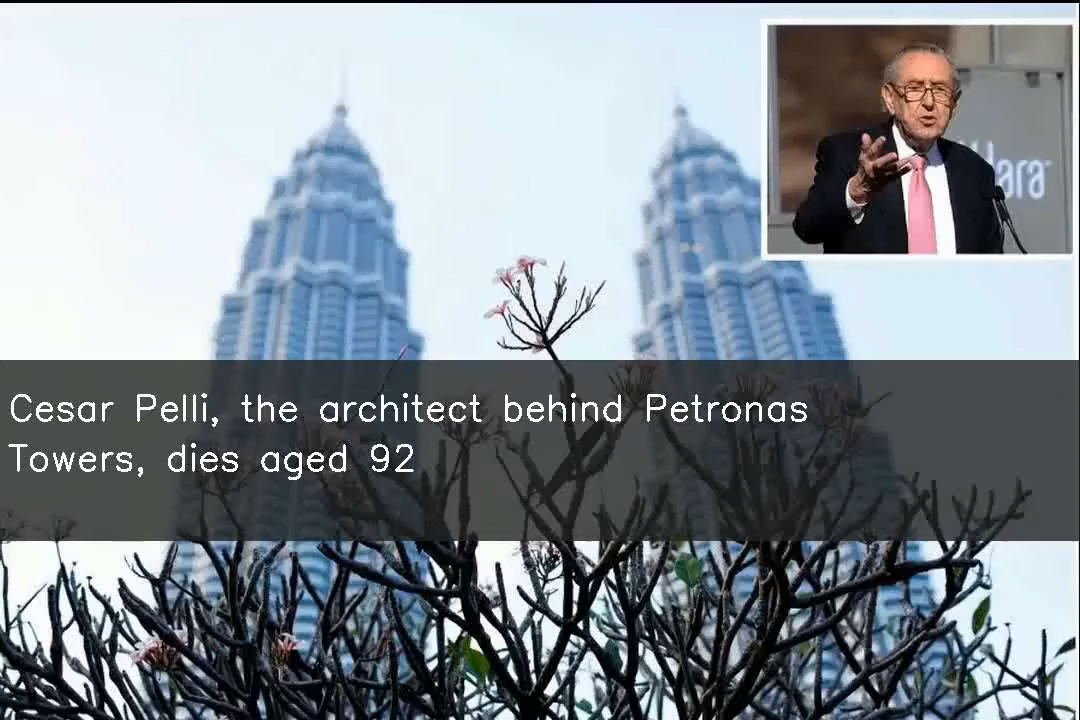 Cesar Pelli, the architect behind Petronas
Towers, dies aged 92